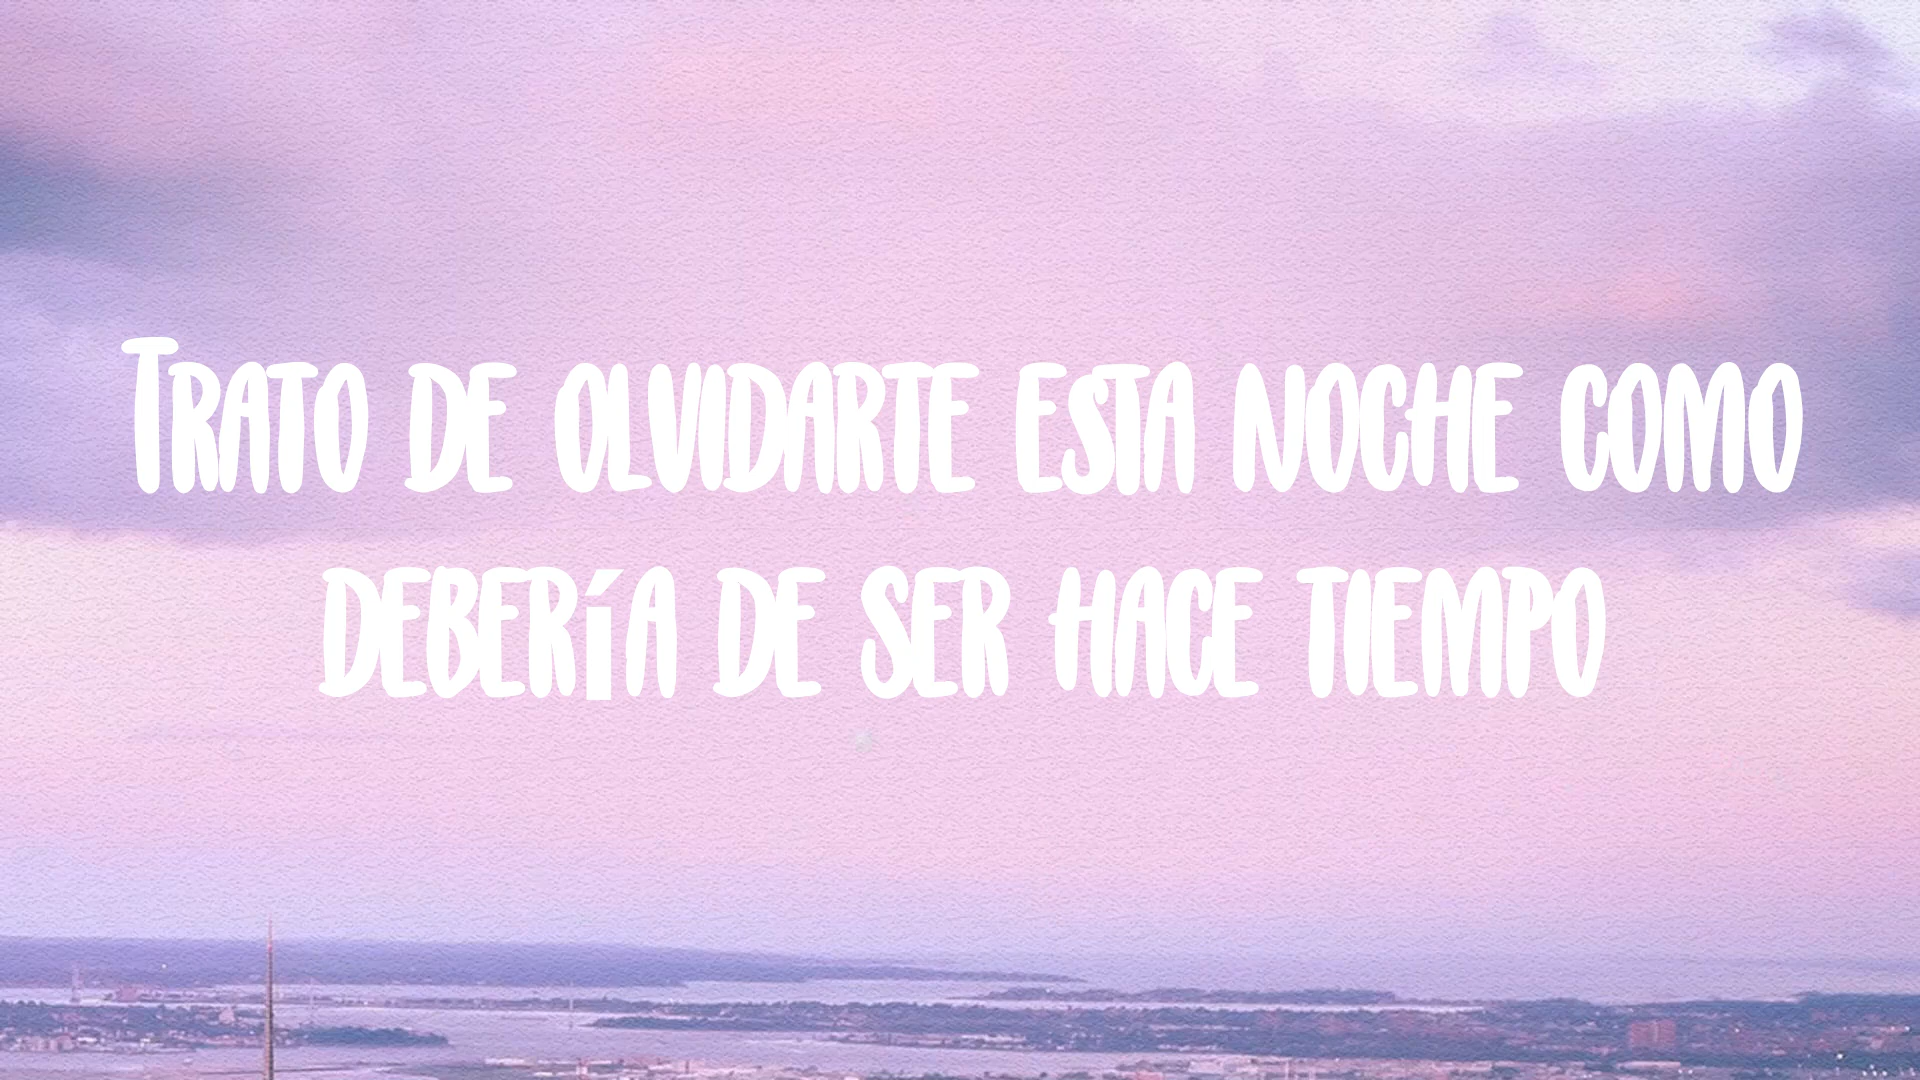 Trato de olvidarte esta noche como
debería de ser hace tiempo